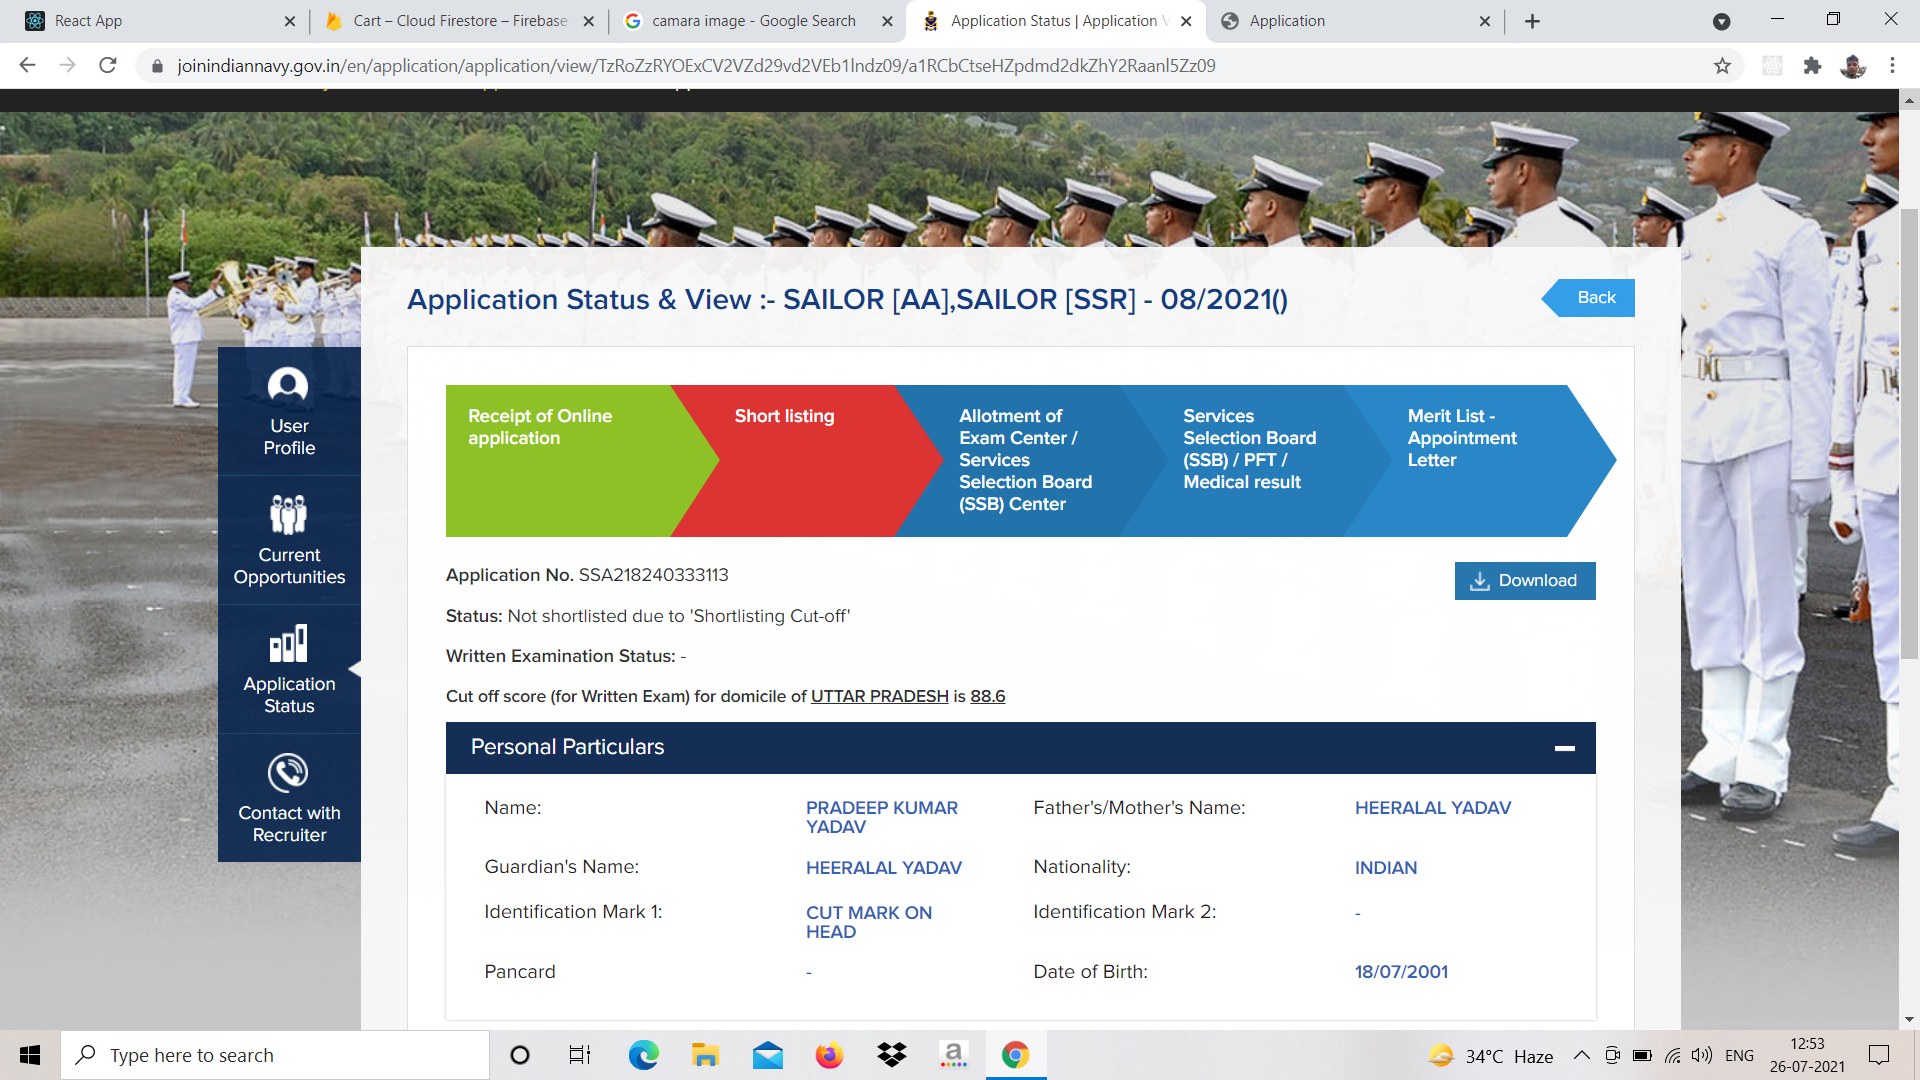 React App
Cart – Cloud Firestore – Firebase
camara image - Google Search
Application Status | Application V
Application
joinindiannavy.gov.in/en/application/application/view/TzRoZzRYOExCV2VZd29vd2VEb1lndz09/a1RCbCtseHZpdmd2dkZhY2Raanl5Zz09
Application Status & View :- SAILOR [AA],SAILOR [SSR] - 08/2021()
Back
User
Profile
Current
Opportunities
Application
Status
Contact with
Recruiter
Receipt of Online
application
Short listing
Allotment of
Exam Center /
Services
Selection Board
(SSB) Center
Services
Selection Board
(SSB) / PFT /
Medical result
Merit List -
Appointment
Letter
Application No. SSA218240333113
Download
Status: Not shortlisted due to 'Shortlisting Cut-off'
Written Examination Status: -
Cut off score (for Written Exam) for domicile of UTTAR PRADESH is 88.6
Personal Particulars
Name: PRADEEP KUMAR Father's/Mother's Name: HEERALAL YADAV
YADAV
Guardian's Name: HEERALAL YADAV Nationality: INDIAN
Identification Mark 1: CUT MARK ON Identification Mark 2: -
HEAD
Pancard - Date of Birth: 18/07/2001
Type here to search
a
34°C Haze
ENG
12:53
26-07-2021